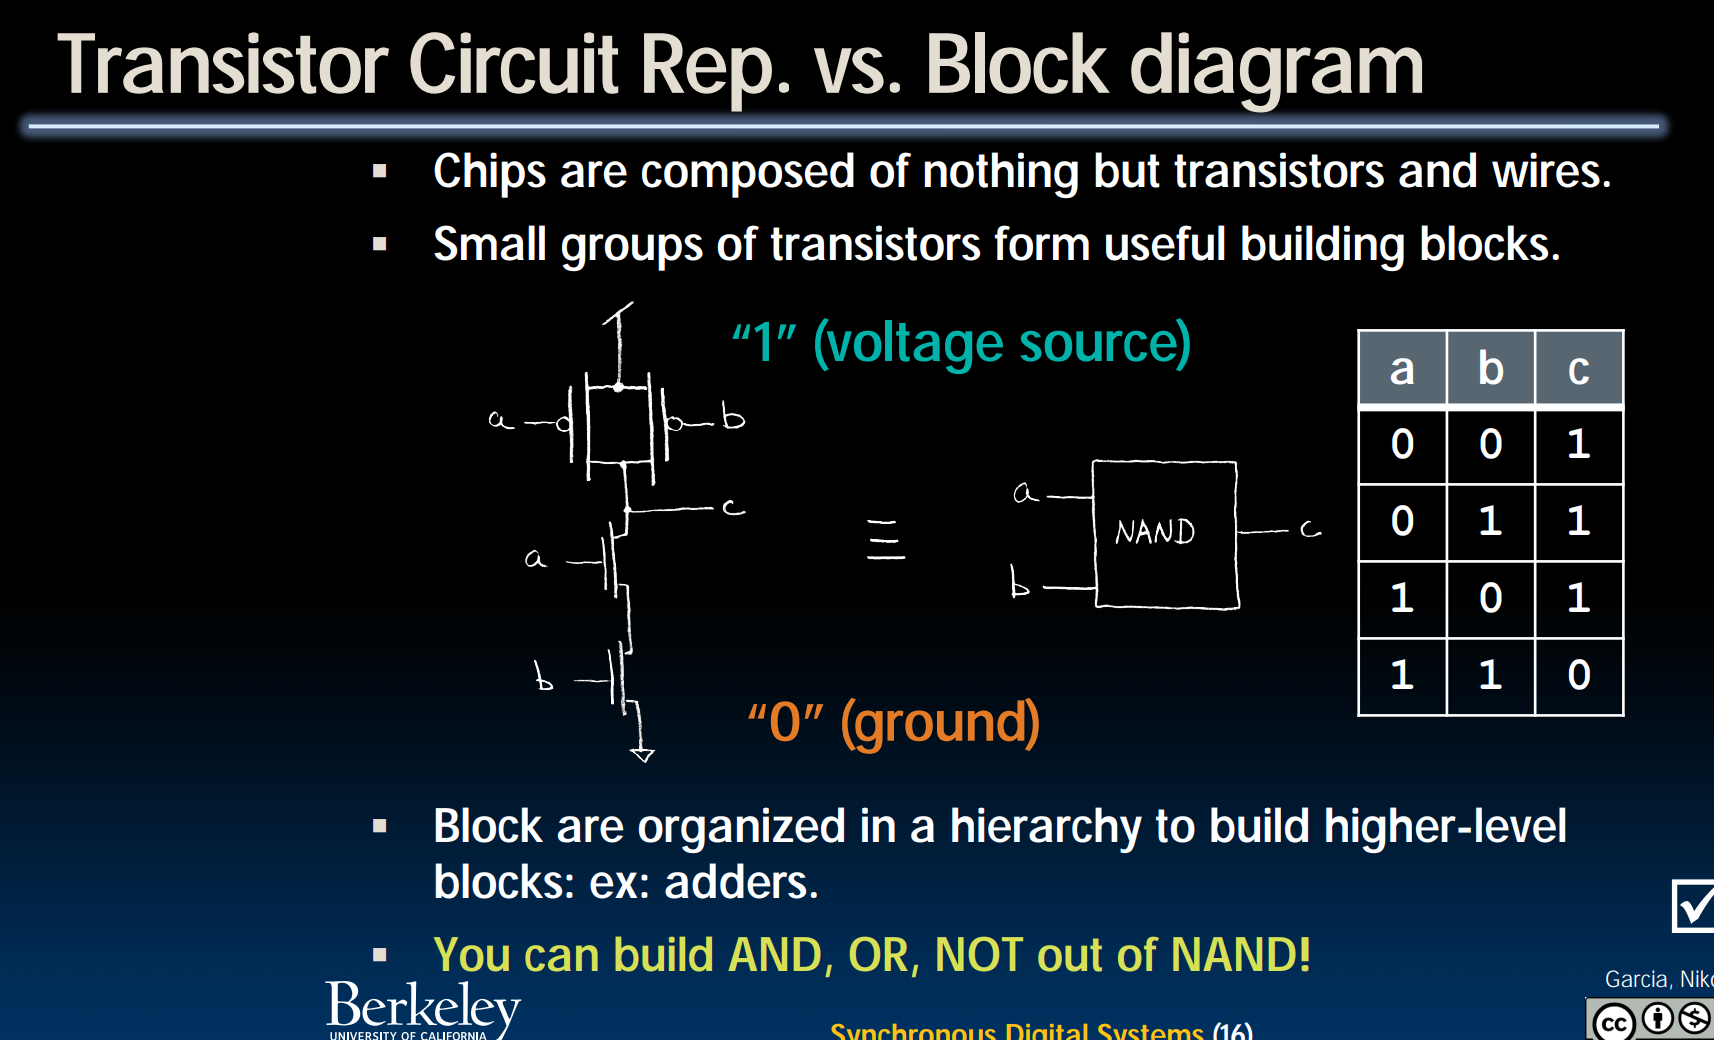 Transistor Circuit Rep. vs. Block diagram
▪ Chips are composed of nothing but transistors and wires.
▪ Small groups of transistors form useful building blocks.
“1” (voltage source)
a b
c
a
b
“0” (ground)
≡
a
b
NAND
c
a b c
0 0 1
0 1 1
1 0 1
1 1 0
▪ Block are organized in a hierarchy to build higher-level
blocks: ex: adders.
▪ You can build AND, OR, NOT out of NAND!
Berkeley
UNIVERSITY OF CALIFORNIA
Synchronous Digital Systems (16)
Garcia,
cc